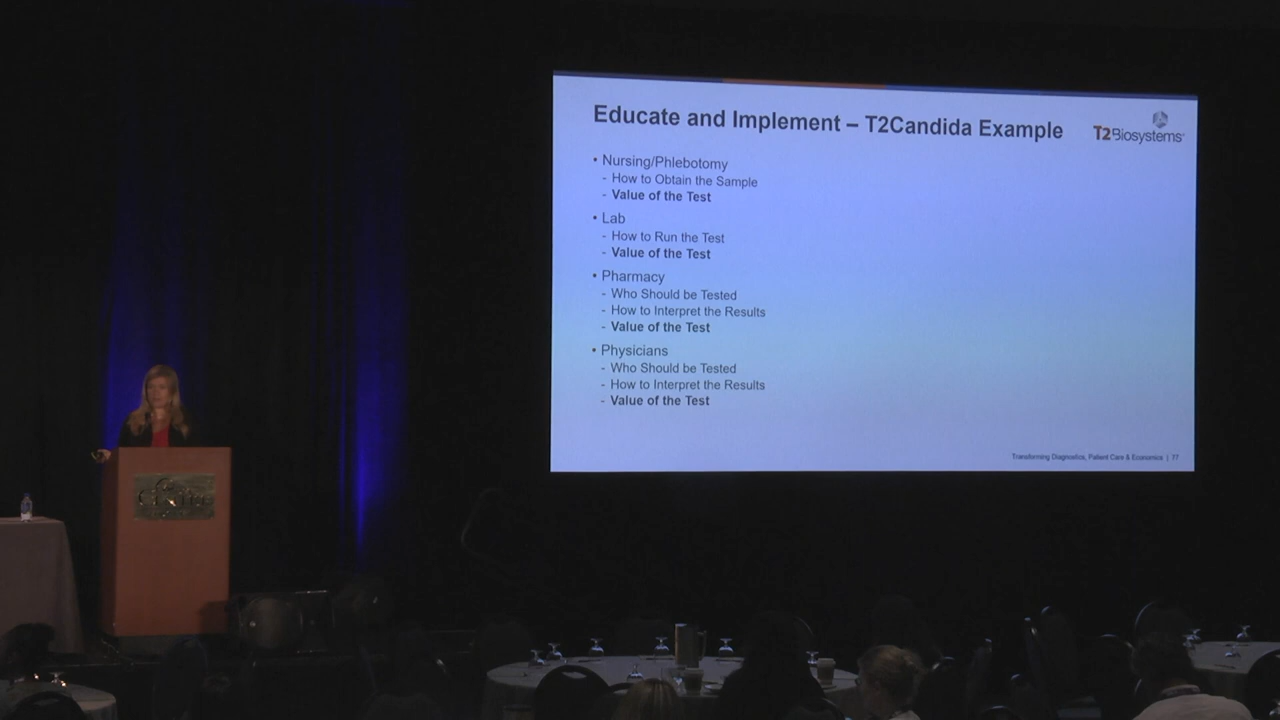 Educate and Implement – T2Candida Example
T2Biosystems
• Nursing/Phlebotomy
- How to Obtain the Sample
- Value of the Test
• Lab
- How to Run the Test
- Value of the Test
• Pharmacy
- Who Should be Tested
- How to Interpret the Results
- Value of the Test
• Physicians
- Who Should be Tested
- How to Interpret the Results
- Value of the Test
Transforming Diagnostics, Patient Care & Economics | 77